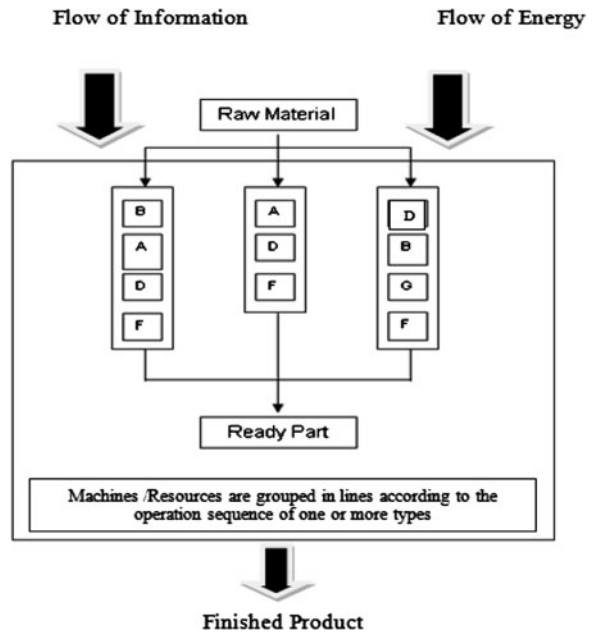 Flow of Information
Flow of Energy
Raw Material
B
A
D
F
A
D
F
D
B
G
F
Ready Part
Machines /Resources are grouped in lines according to the
operation sequence of one or more types
Finished Product